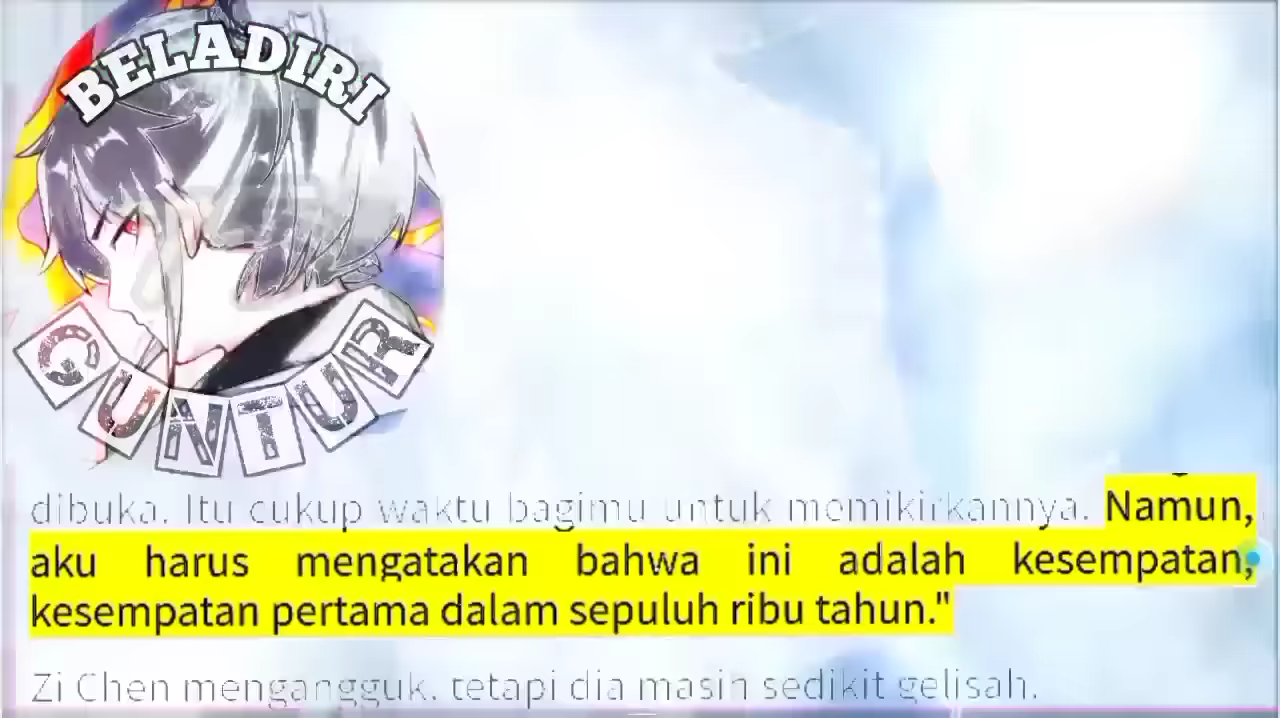 BELADIRI
GUNTUR
dibuka. Itu cukup waktu bagimu untuk memikirkannya. Namun,
aku harus mengatakan bahwa ini adalah kesempatan,
kesempatan pertama dalam sepuluh ribu tahun."
Zi Chen mengangguk. tetapi dia masih sedikit gelisah.